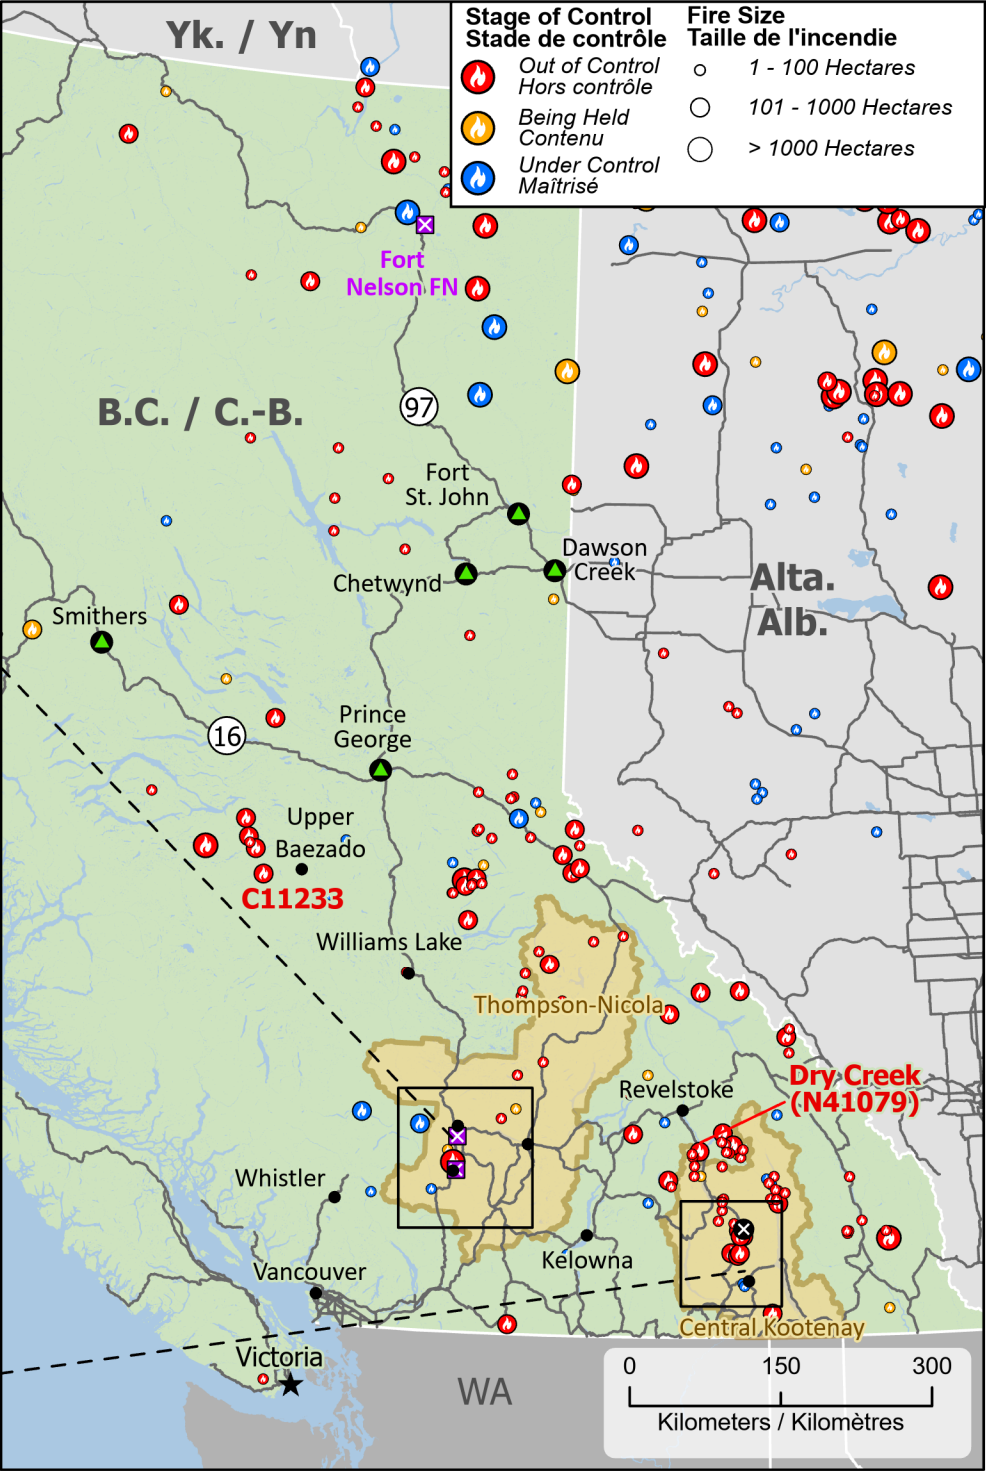 Yk. / Yn
Stage of Control
Stade de contrôle
Out of Control
Hors contrôle
Being Held
Contenu
Under Control
Maîtrisé
Fire Size
Taille de l'incendie
1 - 100 Hectares
101 - 1000 Hectares
> 1000 Hectares
Fort
Nelson FN
B.C. / C.-B.
97
Fort
St. John
Dawson
Creek
Chetwynd
Alta.
Alb.
Smithers
Prince
George
16
Upper
Baezado
C11233
Williams Lake
Thompson-Nicola
Dry Creek
(N41079)
Revelstoke
Whistler
Kelowna
Vancouver
Central Kootenay
Victoria
WA
0 150 300
Kilometers / Kilomètres